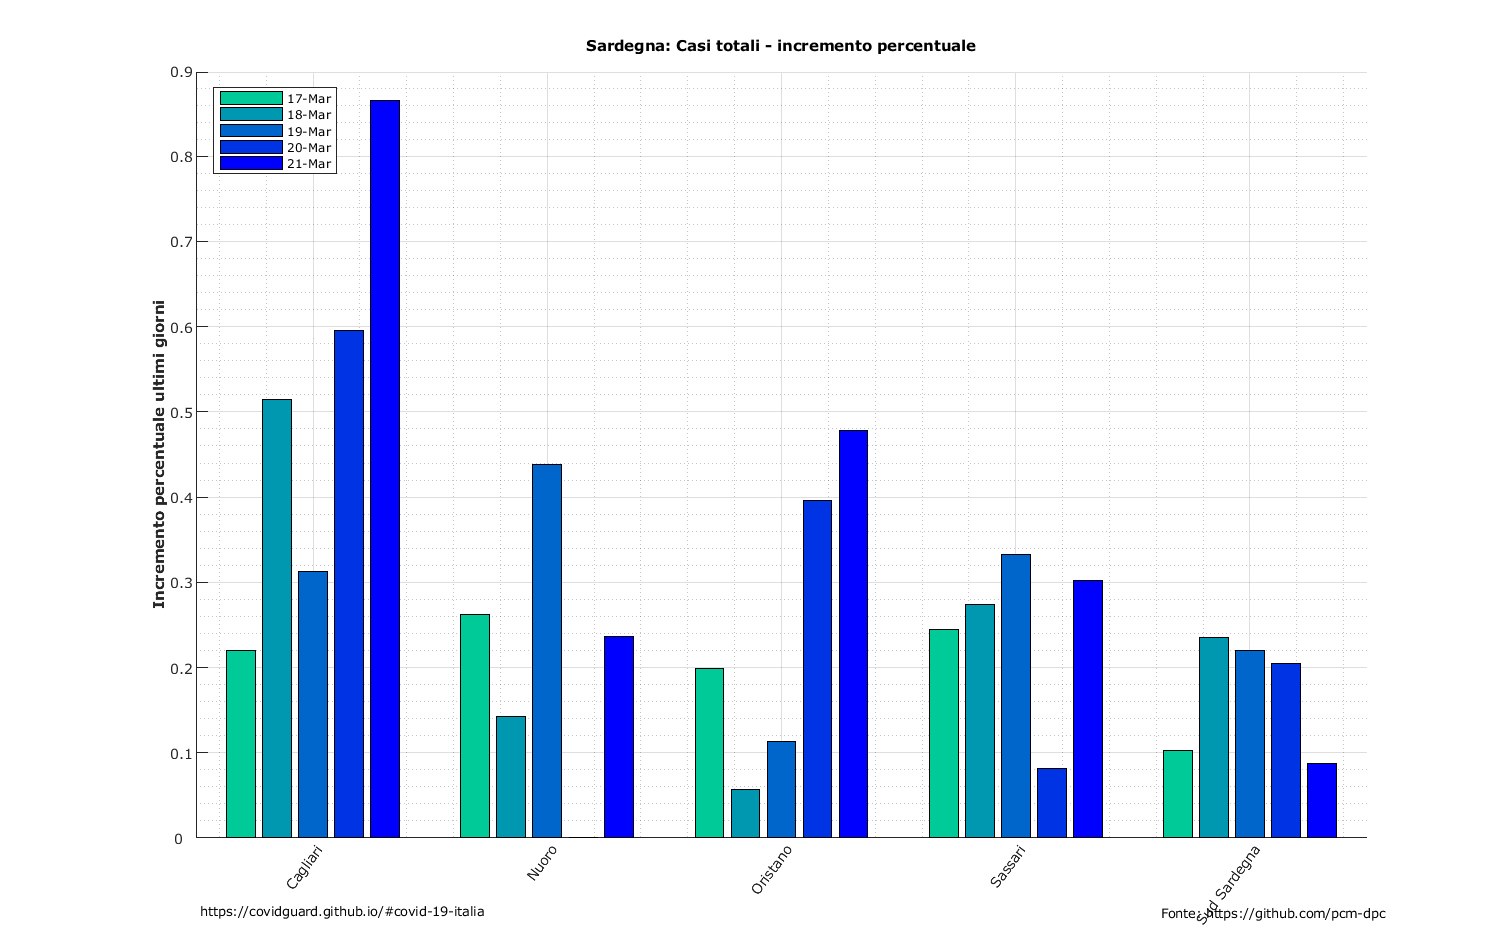 Sardegna: Casi totali - incremento percentuale
17-Mar
18-Mar
19-Mar
20-Mar
21-Mar
Incremento percentuale ultimi giorni
0.9
0.8
0.7
0.6
0.5
0.4
0.3
0.2
0.1
0
Cagliari
Nuoro
Oristano
Sassari
Sud Sardegna
https://covidguard.github.io/#covid-19-italia
Fonte: https://github.com/pcm-dpc